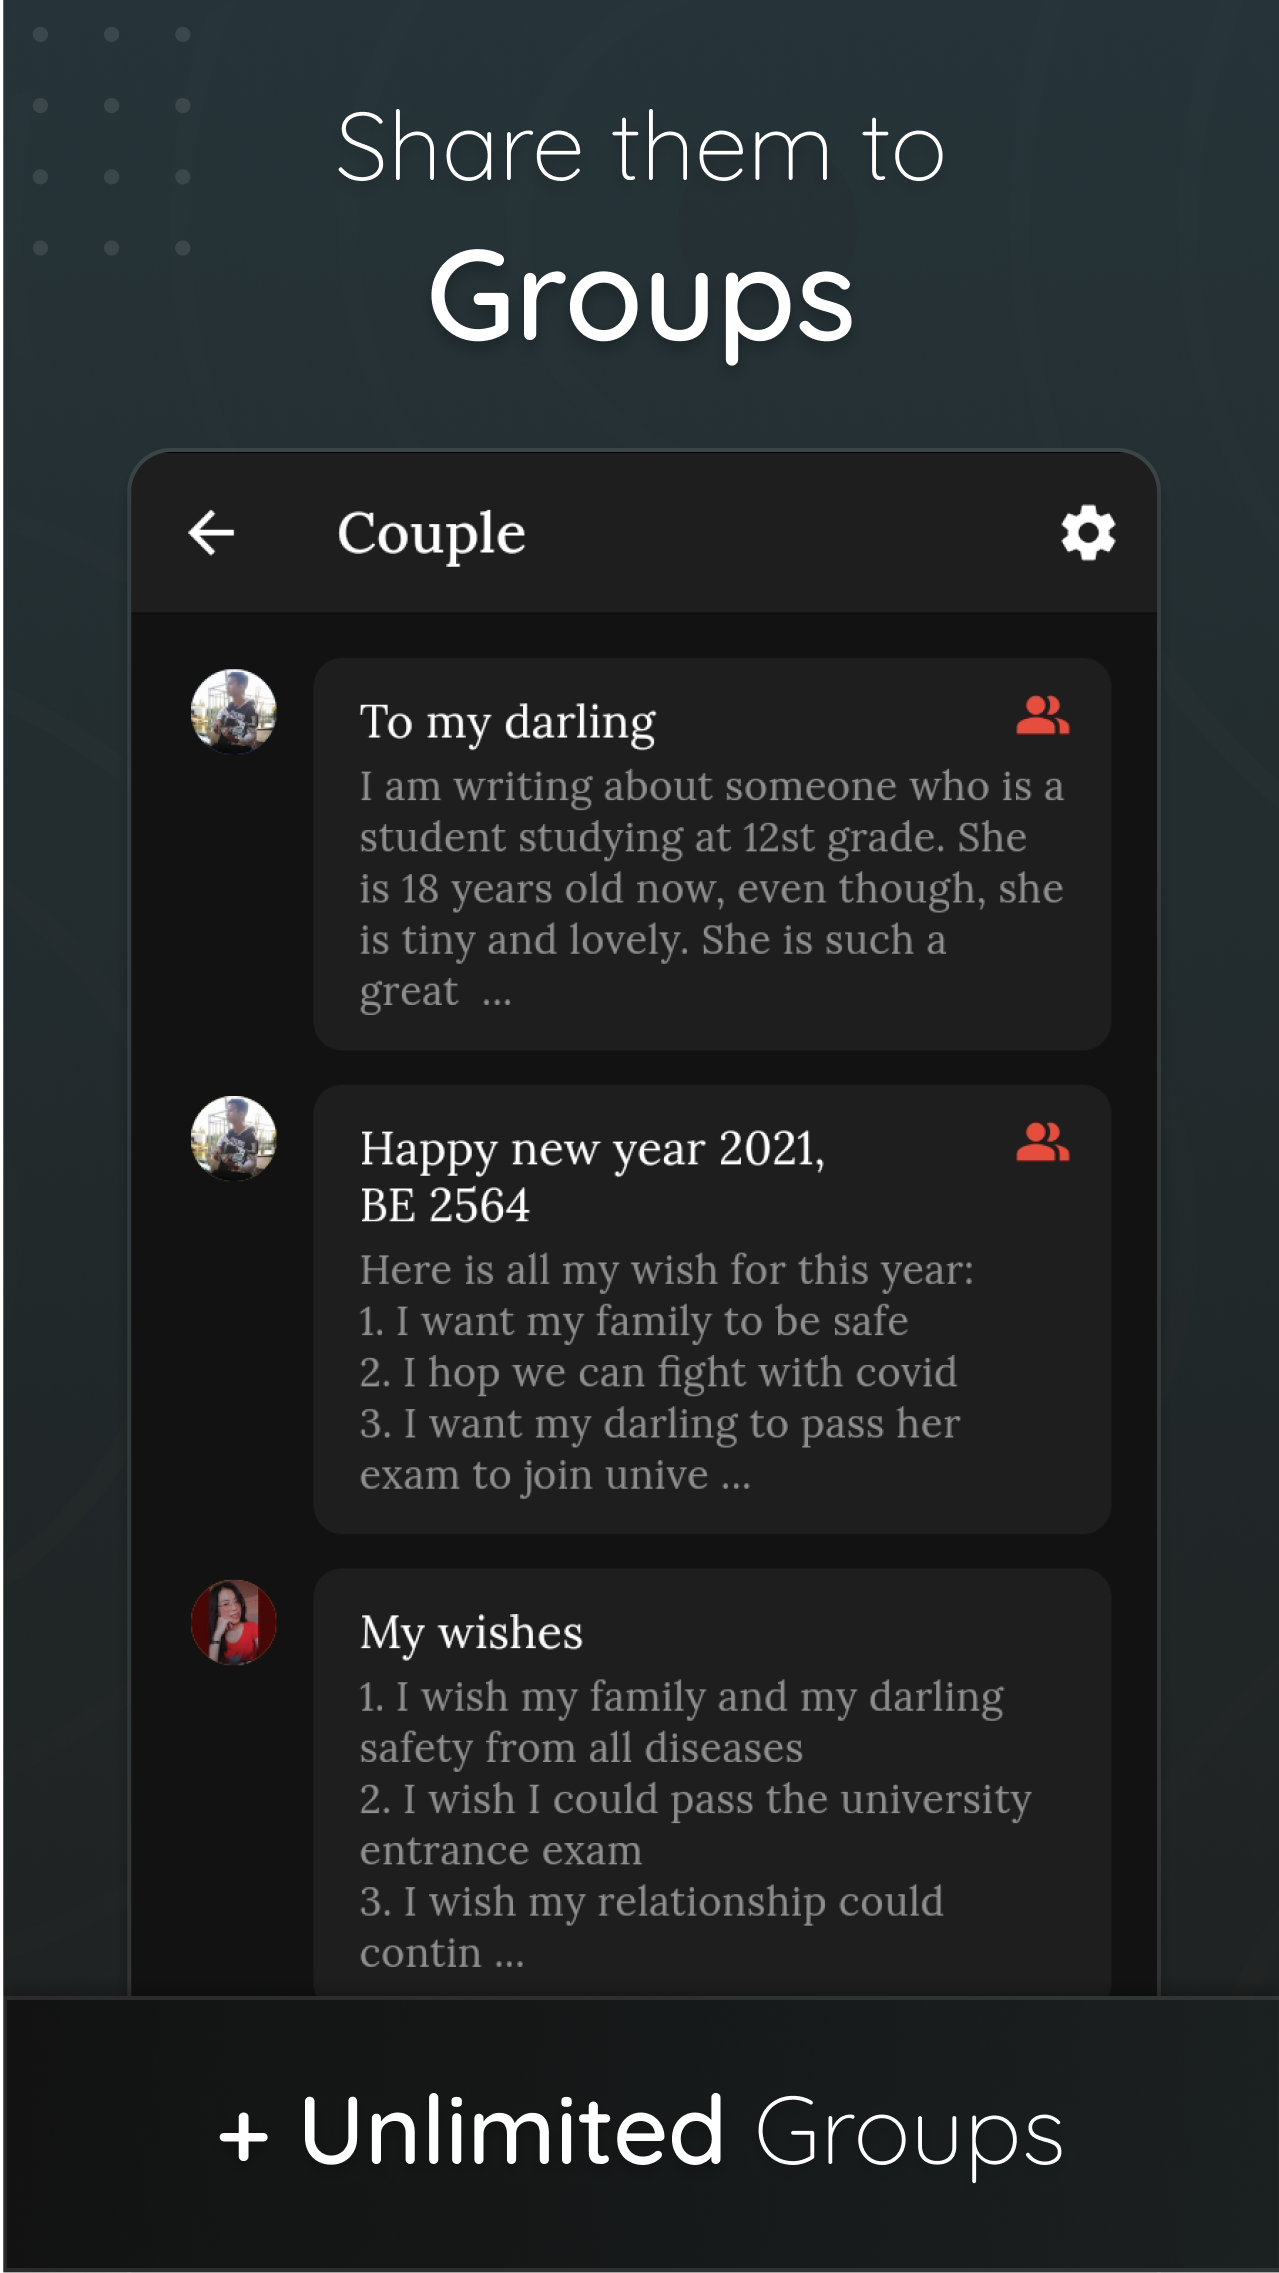 Share them to
Groups
Couple
To my darling
I am writing about someone who is a
student studying at 12st grade. She
is 18 years old now, even though, she
is tiny and lovely. She is such a
great  ...
Happy new year 2021,
BE 2564
Here is all my wish for this year:
1. I want my family to be safe
2. I hop we can fight with covid
3. I want my darling to pass her
exam to join unive ...
My wishes
1. I wish my family and my darling
safety from all diseases
2. I wish I could pass the university
entrance exam
3. I wish my relationship could
contin ...
+ Unlimited Groups